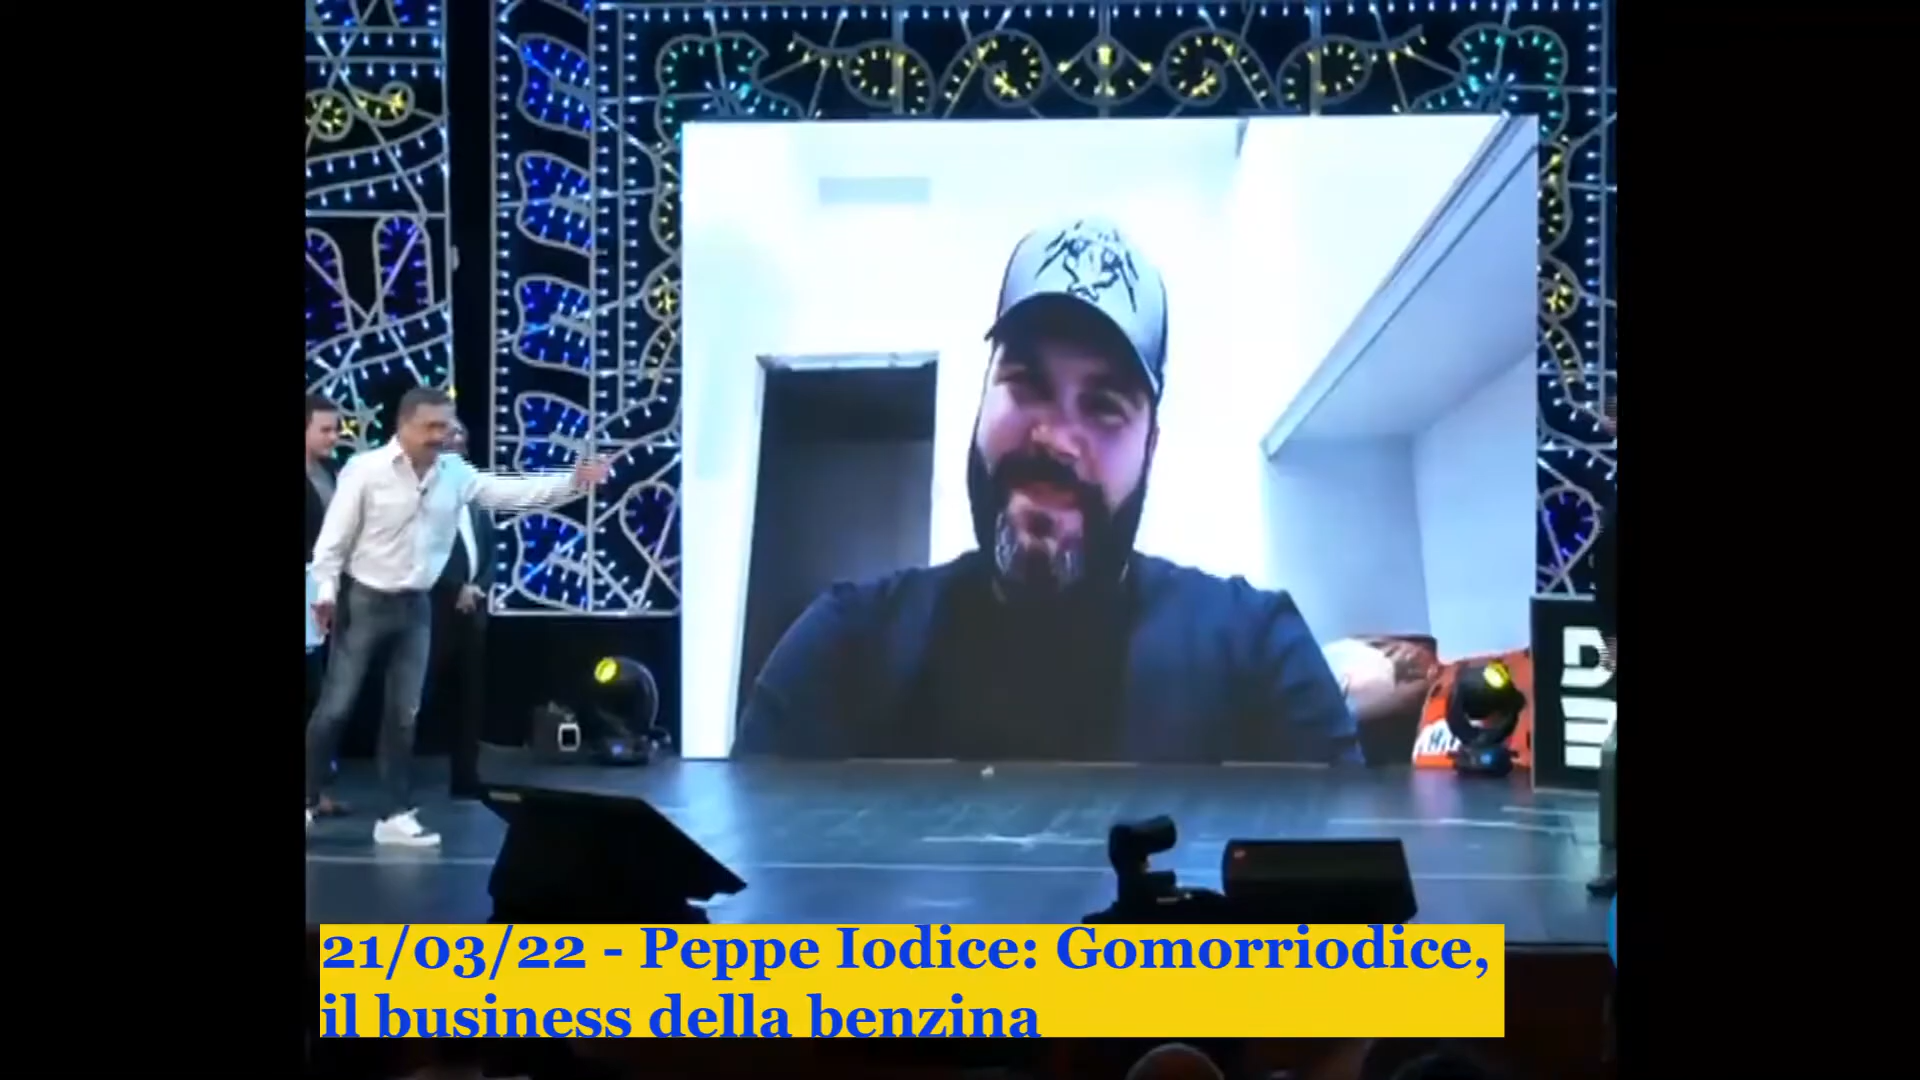 21/03/22 - Peppe Iodice: Gomorriodice,
il business della benzina